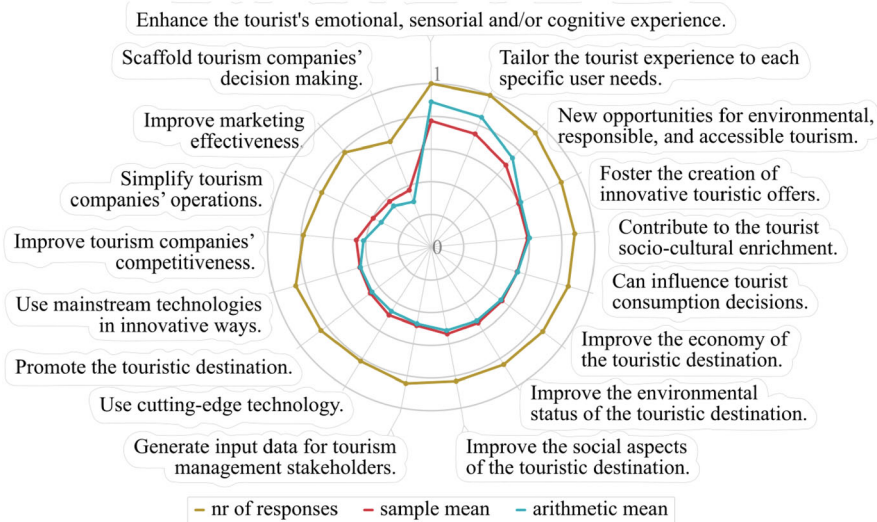 Enhance the tourist's emotional, sensorial and/or cognitive experience.
Scaffold tourism companies'
decision making.
1
Tailor the tourist experience to each
specific user needs.
Improve marketing
effectiveness
New opportunities for environmental,
responsible, and accessible tourism.
Simplify tourism
companies' operations.
Foster the creation of
innovative touristic offers.
Improve tourism companies'
competitiveness.
0
Contribute to the tourist
socio-cultural enrichment.
Use mainstream technologies
in innovative ways.
Can influence tourist
consumption decisions.
Promote the touristic destination.
Improve the economy of
the touristic destination.
Use cutting-edge technology.
Improve the environmental
status of the touristic destination.
Generate input data for tourism
management stakeholders.
Improve the social aspects
of the touristic destination.
nr of responses sample mean arithmetic mean